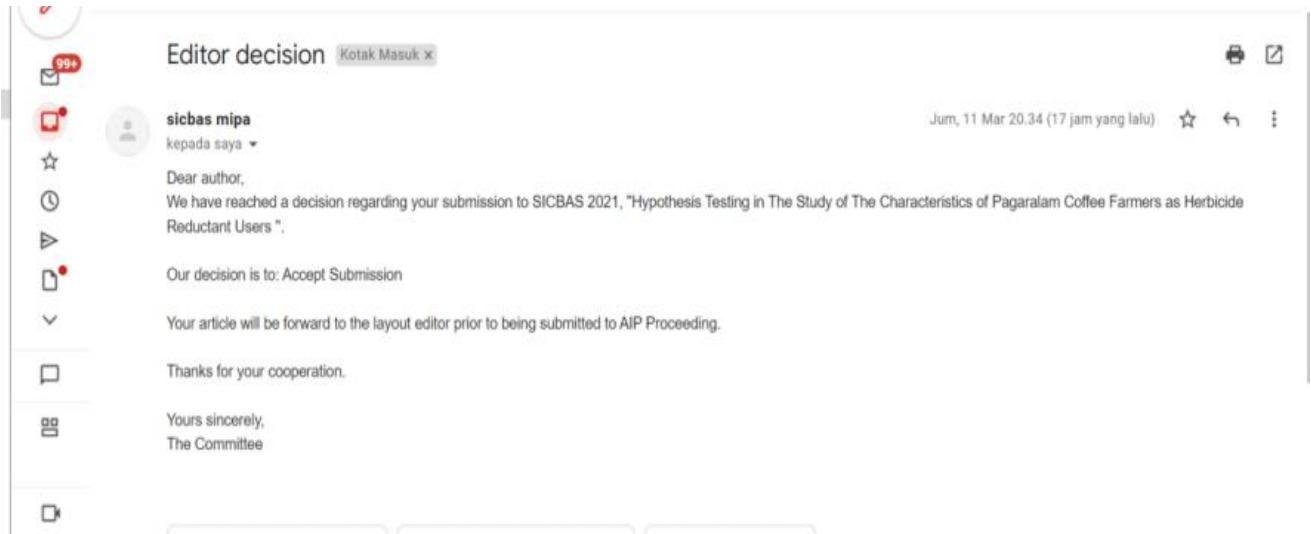 99+
Editor decision Kotak Masuk ×
sicbas mipa
Jum, 11 Mar 20.34 (17 jam yang lalu)
kepada saya
Dear author,
We have reached a decision regarding your submission to SICBAS 2021, "Hypothesis Testing in The Study of The Characteristics of Pagaralam Coffee Farmers as Herbicide
Reductant Users ".
Our decision is to: Accept Submission
Your article will be forward to the layout editor prior to being submitted to AIP Proceeding.
Thanks for your cooperation.
Yours sincerely,
The Committee